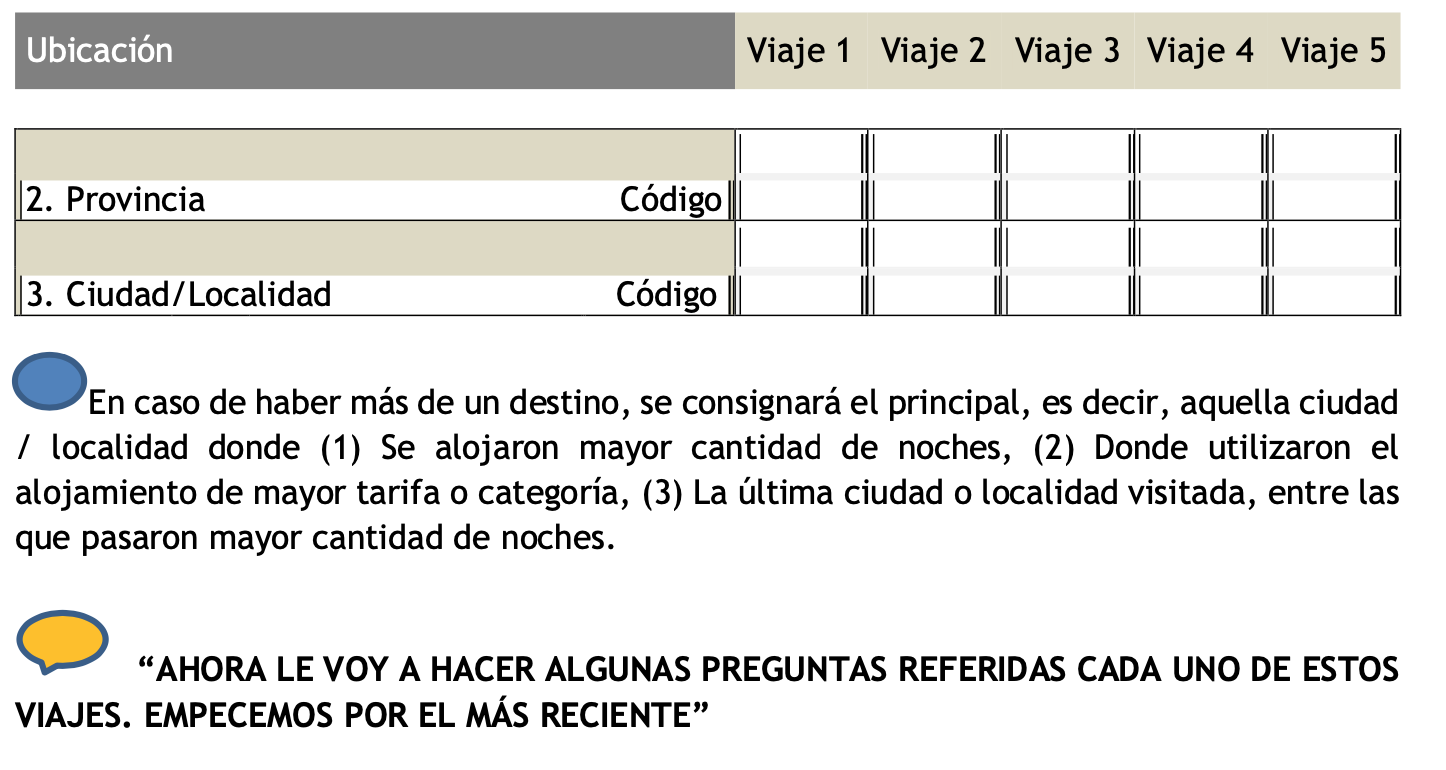 Ubicación Viaje 1 Viaje 2 Viaje 3 Viaje 4 Viaje 5
2. Provincia Código
3. Ciudad/Localidad Código
En caso de haber más de un destino, se consignará el principal, es decir, aquella ciudad
/ localidad donde (1) Se alojaron mayor cantidad de noches, (2) Donde utilizaron el
alojamiento de mayor tarifa o categoría, (3) La última ciudad o localidad visitada, entre las
que pasaron mayor cantidad de noches.
“AHORA LE VOY A HACER ALGUNAS PREGUNTAS REFERIDAS CADA UNO DE ESTOS
VIAJES. EMPECEMOS POR EL MÁS RECIENTE”